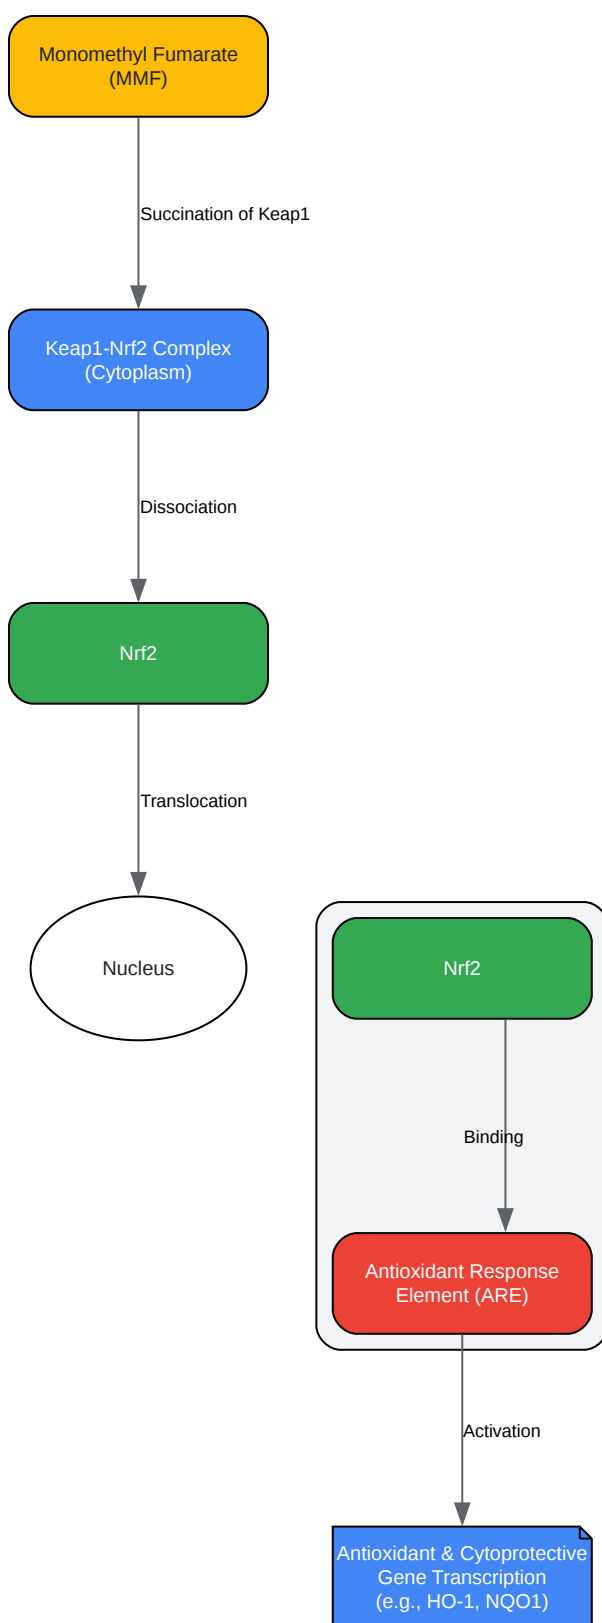 Monomethyl Fumarate
(MMF)
Succination of Keap1
Keap1-Nrf2 Complex
(Cytoplasm)
Dissociation
Nrf2
Translocation
Nucleus
Nrf2
Binding
Antioxidant Response
Element (ARE)
Activation
Antioxidant & Cytoprotective
Gene Transcription
(e.g., HO-1, NQO1)